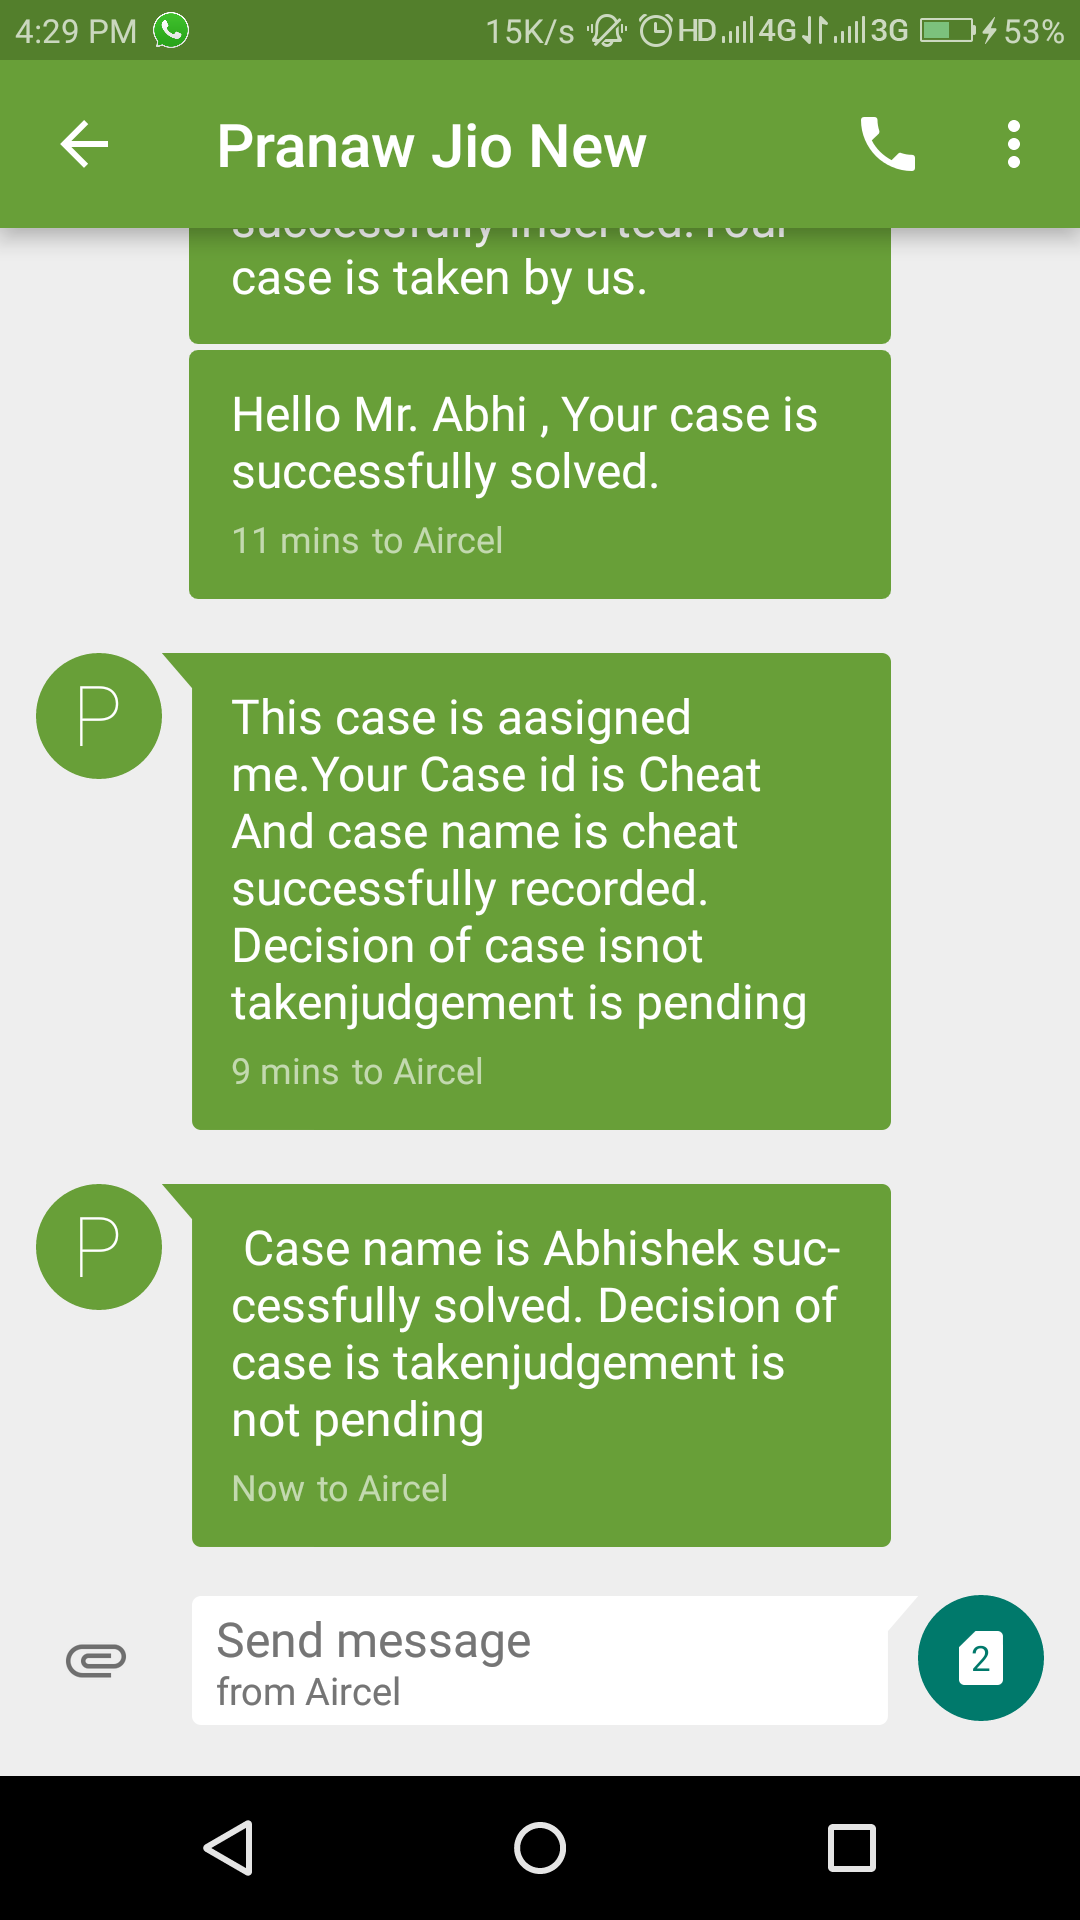 4:29 PM 15K/s HD 4G 3G 53%
Pranaw Jio New
successfully inserted.Your
case is taken by us.
Hello Mr. Abhi , Your case is
successfully solved.
11 mins to Aircel
P
This case is aasigned
me.Your Case id is Cheat
And case name is cheat
successfully recorded.
Decision of case isnot
takenjudgement is pending
9 mins to Aircel
P
Case name is Abhishek suc-
cessfully solved. Decision of
case is takenjudgement is
not pending
Now to Aircel
Send message
from Aircel
2